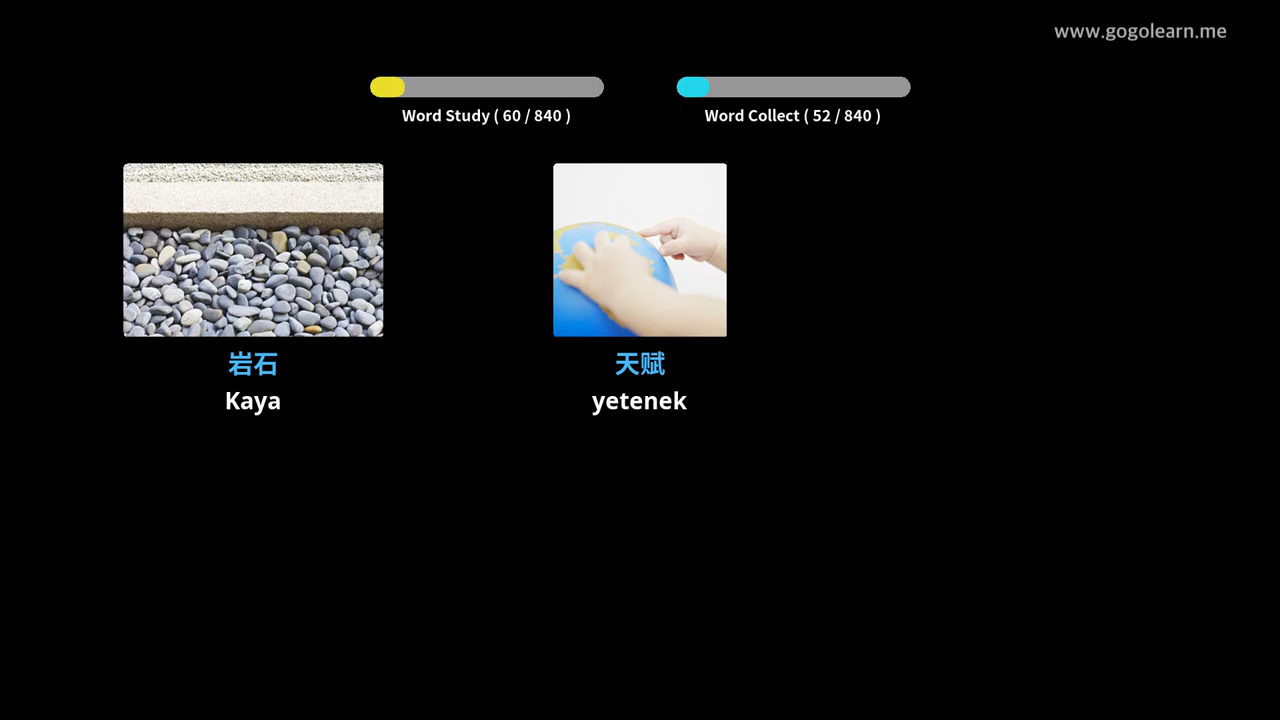 www.gogolearn.me
Word Study ( 60 / 840 )
Word Collect ( 52 / 840 )
岩石
Kaya
天赋
yetenek